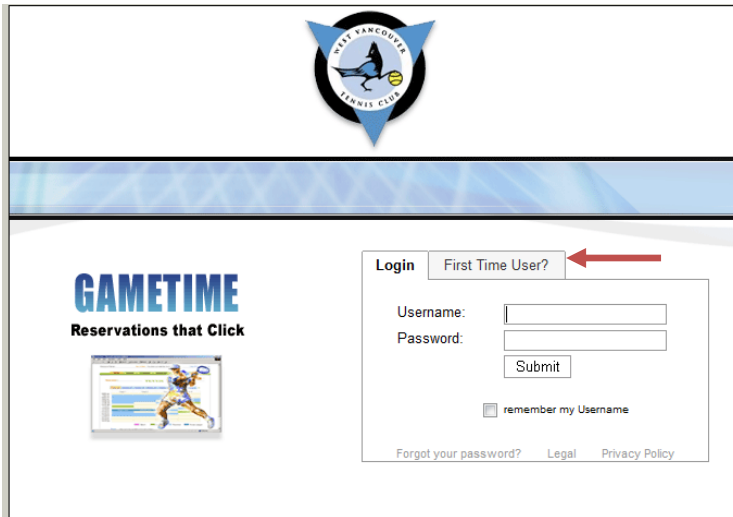 WEST VANCOUVER
TENNIS CLUB
Login
First Time User?
GAMETIME
Reservations that Click
Username:
Password:
Submit
remember my Username
Forgot your password?
Legal
Privacy Policy